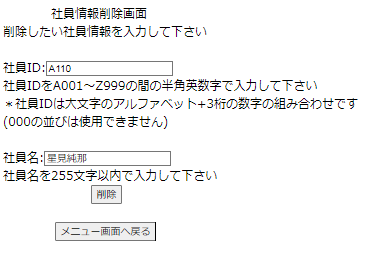 社員情報削除画面
削除したい社員情報を入力して下さい
社員ID:A110
社員IDをA001～Z999の間の半角英数字で入力して下さい
＊社員IDは大文字のアルファベット+3桁の数字の組み合わせです
(000の並びは使用できません)
社員名:星見純那
社員名を255文字以内で入力して下さい
削除
メニュー画面へ戻る